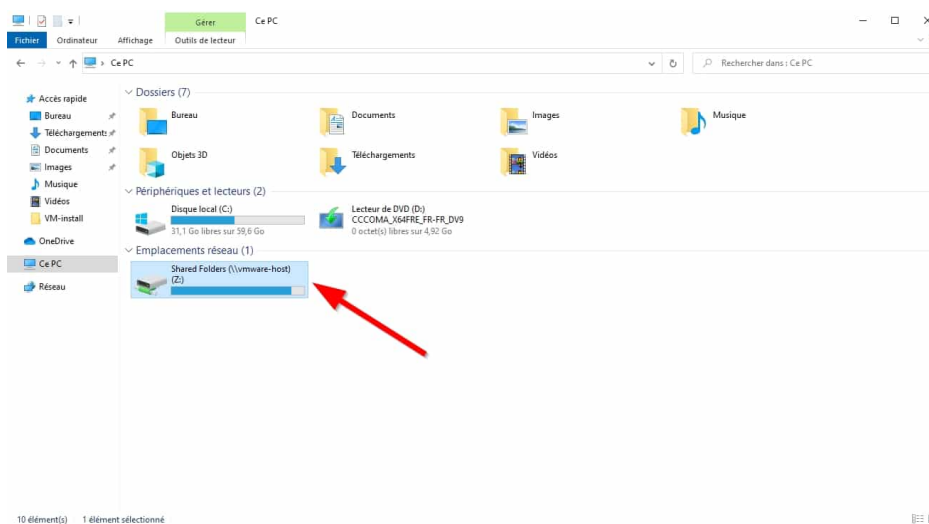 Gérer
Ce PC
Fichier
Ordinateur
Affichage
Outils de lecteur
Ce PC
Rechercher dans : Ce PC
Accès rapide
Bureau
Téléchargements
Documents
Images
Musique
Vidéos
VM-install
OneDrive
Ce PC
Réseau
Dossiers (7)
Bureau
Documents
Images
Musique
Objets 3D
Téléchargements
Vidéos
Périphériques et lecteurs (2)
Disque local (C:)
31,1 Go libres sur 59,6 Go
Lecteur de DVD (D:)
CCCOMA_X64FRE_FR-FR_DV9
0 octet(s) libres sur 4,92 Go
Emplacements réseau (1)
Shared Folders (\\vmware-host)
(Z:)
10 élément(s)
1 élément sélectionné